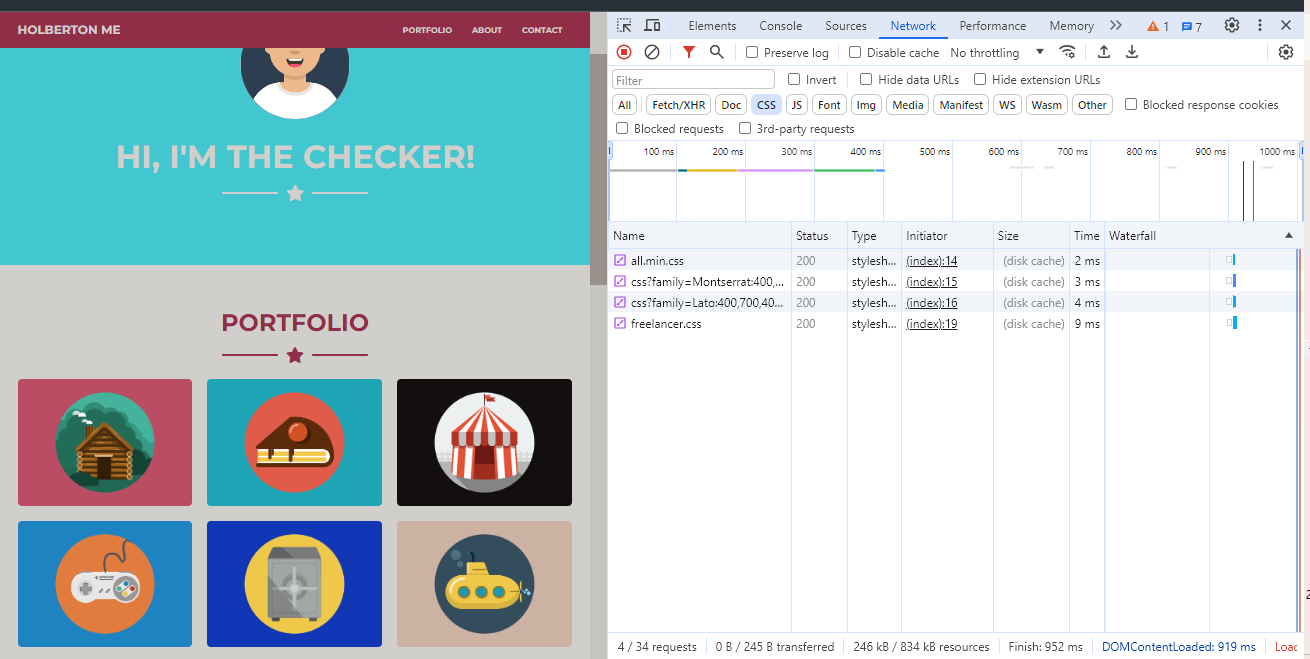 HOLBERTON ME
PORTFOLIO ABOUT CONTACT
HI, I'M THE CHECKER!
PORTFOLIO
Elements Console Sources Network Performance Memory 1 7
Preserve log Disable cache No throttling
Filter Invert Hide data URLs Hide extension URLs
All Fetch/XHR Doc CSS JS Font Img Media Manifest WS Wasm Other Blocked response cookies
Blocked requests 3rd-party requests
100 ms 200 ms 300 ms 400 ms 500 ms 600 ms 700 ms 800 ms 900 ms 1000 ms
Name Status Type Initiator Size Time Waterfall
all.min.css 200 stylesh... (index):14 (disk cache) 2 ms
css?family=Montserrat:400,... 200 stylesh... (index):15 (disk cache) 3 ms
css?family=Lato:400,700,40... 200 stylesh... (index):16 (disk cache) 4 ms
freelancer.css 200 stylesh... (index):19 (disk cache) 9 ms
4 / 34 requests 0 B / 245 B transferred 246 kB / 834 kB resources Finish: 952 ms DOMContentLoaded: 919 ms Loac